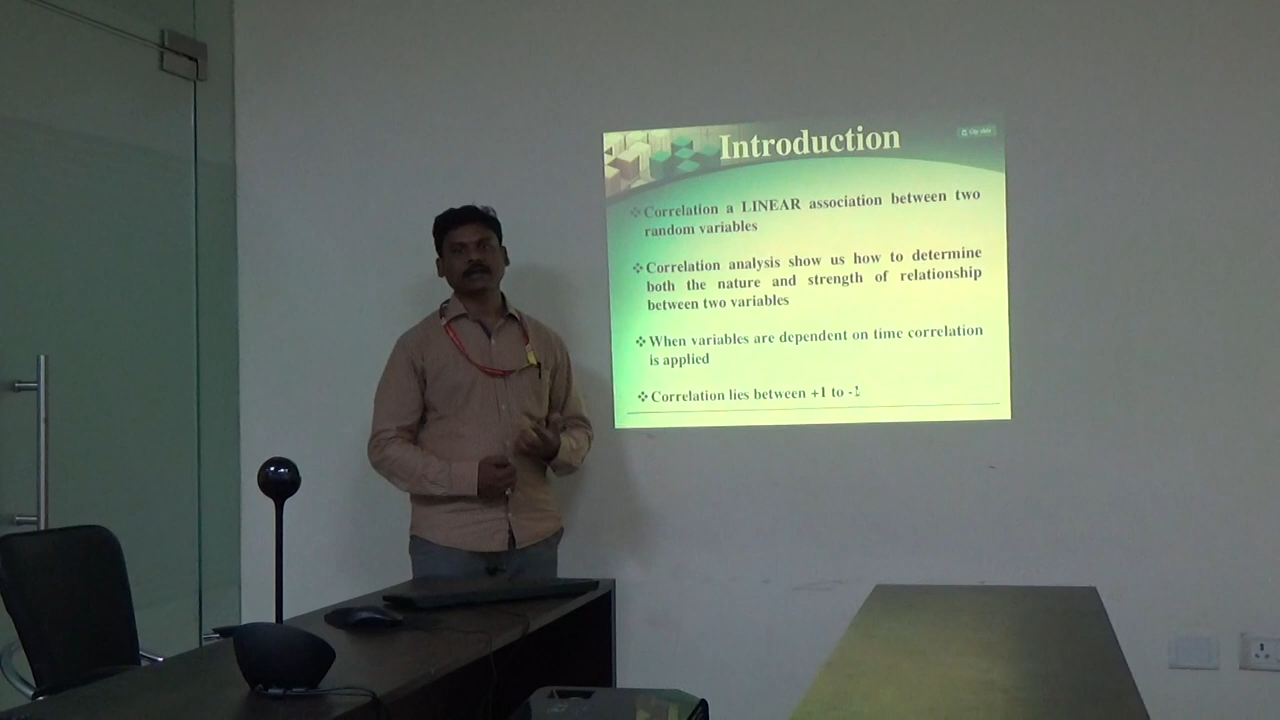 Introduction
❖Correlation a LINEAR association between two
random variables
❖Correlation analysis show us how to determine
both the nature and strength of relationship
between two variables
❖When variables are dependent on time correlation
is applied
❖Correlation lies between +1 to -1